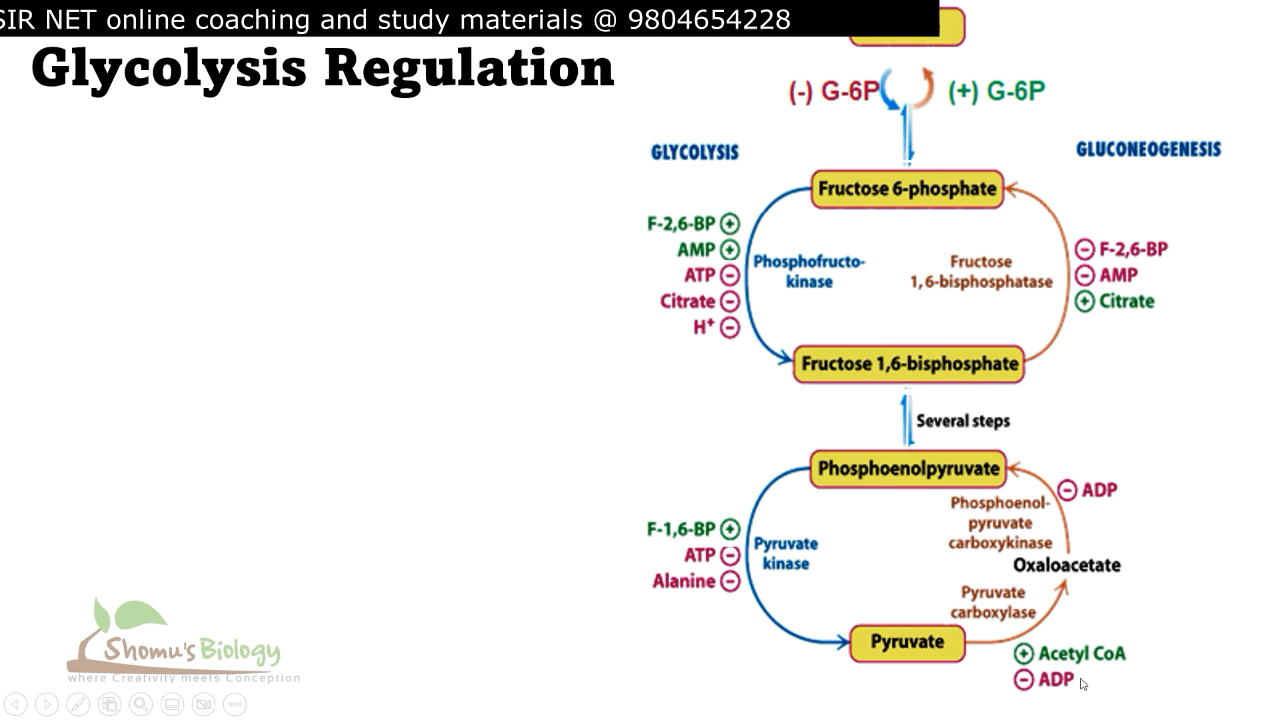 SIR NET online coaching and study materials @ 9804654228
Glycolysis Regulation
(-) G-6P
(+) G-6P
GLYCOLYSIS
GLUCONEOGENESIS
Fructose 6-phosphate
F-2,6-BP +
AMP +
ATP −
Citrate −
H⁺ −
Phosphofructo-
kinase
Fructose
1,6-bisphosphatase
− F-2,6-BP
− AMP
+ Citrate
Fructose 1,6-bisphosphate
Several steps
Phosphoenolpyruvate
− ADP
Phosphoenol-
pyruvate
carboxykinase
F-1,6-BP +
ATP −
Alanine −
Pyruvate
kinase
Oxaloacetate
Pyruvate
carboxylase
Pyruvate
+ Acetyl CoA
− ADP
Shomu's Biology
where Creativity meets Conception